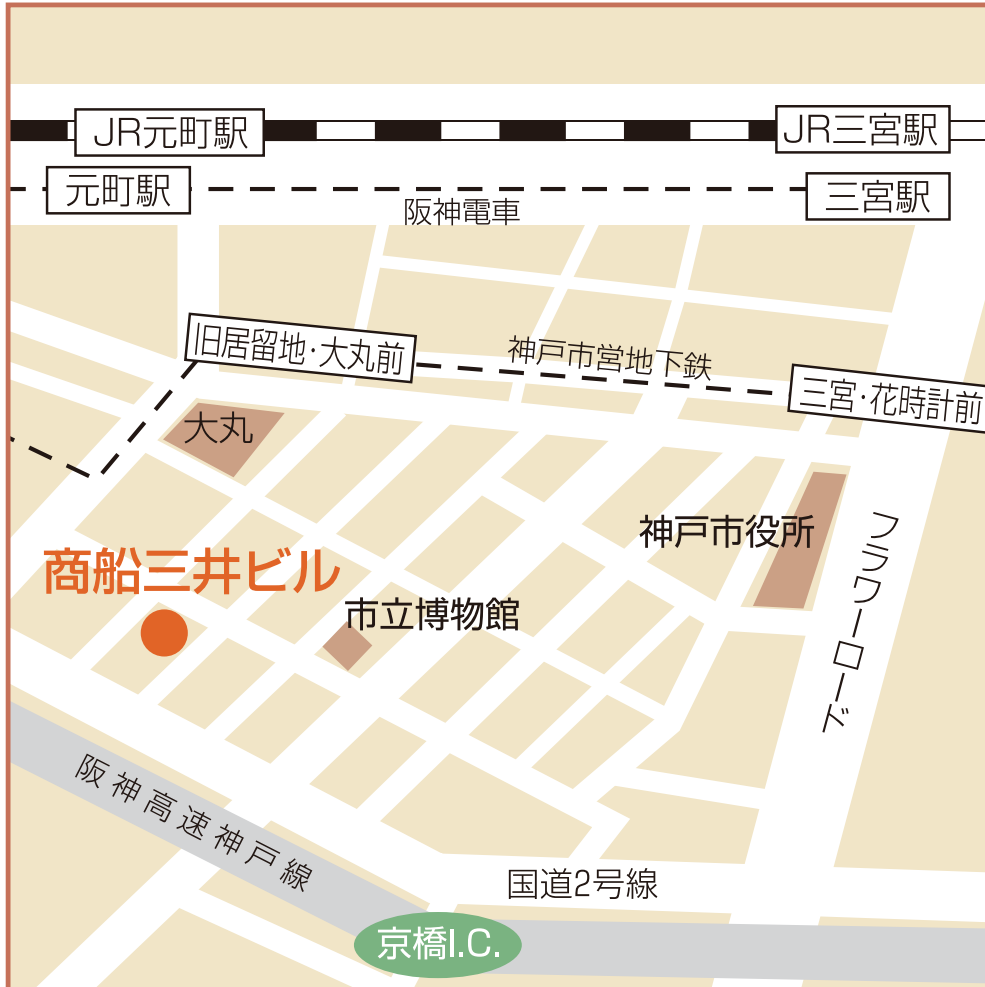 JR元町駅
JR三宮駅
元町駅
三宮駅
阪神電車
旧居留地・大丸前
神戸市営地下鉄
三宮・花時計前
大丸
神戸市役所
フラワーロード
商船三井ビル
市立博物館
阪神高速神戸線
国道2号線
京橋I.C.